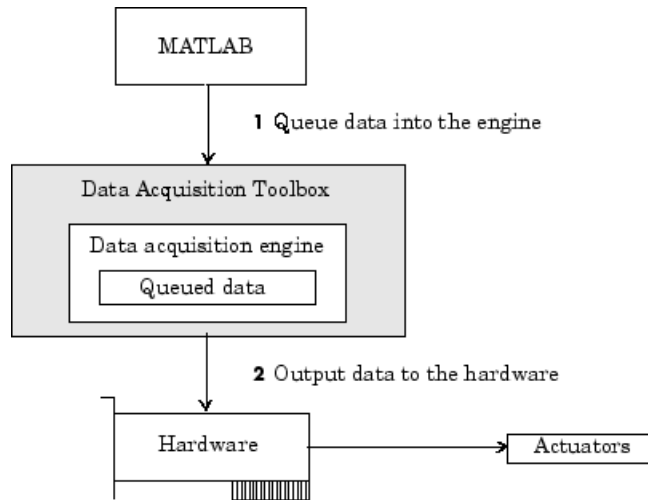 MATLAB
1 Queue data into the engine
Data Acquisition Toolbox
Data acquisition engine
Queued data
2 Output data to the hardware
Hardware
Actuators